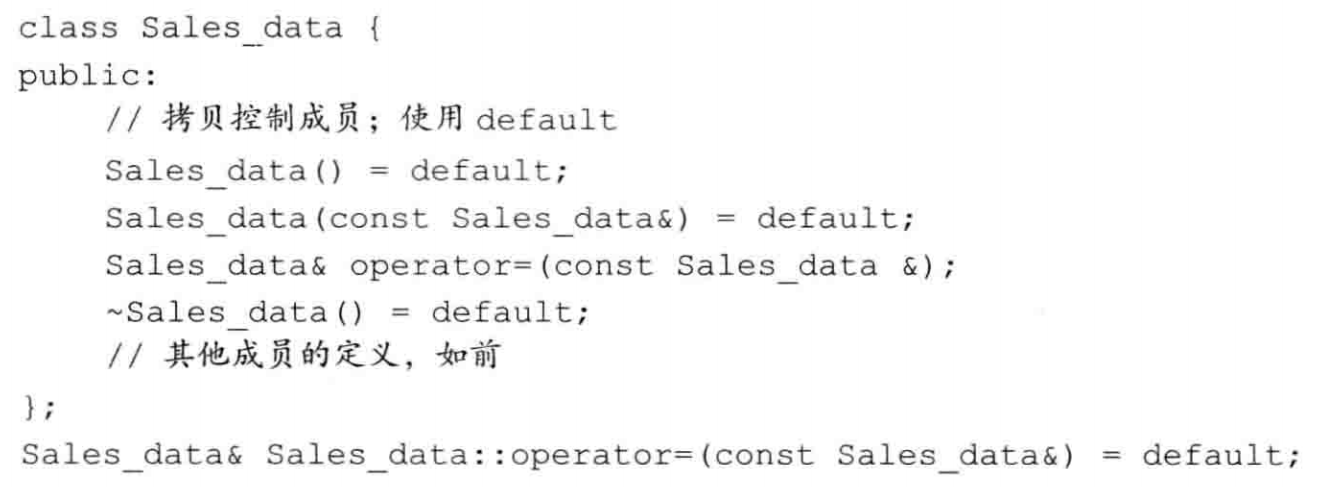 class Sales_data {
public:
    // 拷贝控制成员；使用 default
    Sales_data() = default;
    Sales_data(const Sales_data&) = default;
    Sales_data& operator=(const Sales_data &);
    ~Sales_data() = default;
    // 其他成员的定义，如前
};
Sales_data& Sales_data::operator=(const Sales_data&) = default;